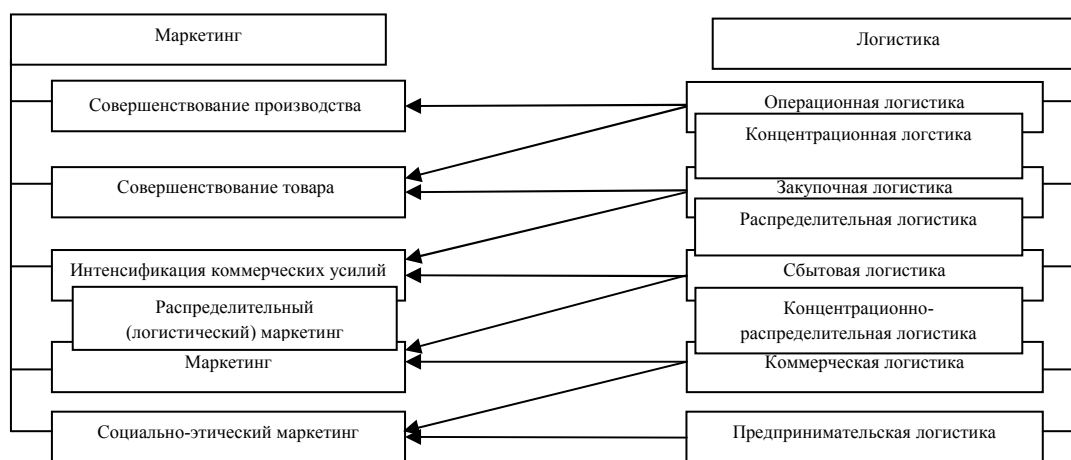 Маркетинг
Логистика
Совершенствование производства
Операционная логистика
Концентрационная логстика
Совершенствование товара
Закупочная логистика
Распределительная логистика
Интенсификация коммерческих усилий
Сбытовая логистика
Распределительный
(логистический) маркетинг
Концентрационно-
распределительная логистика
Маркетинг
Коммерческая логистика
Социально-этический маркетинг
Предпринимательская логистика